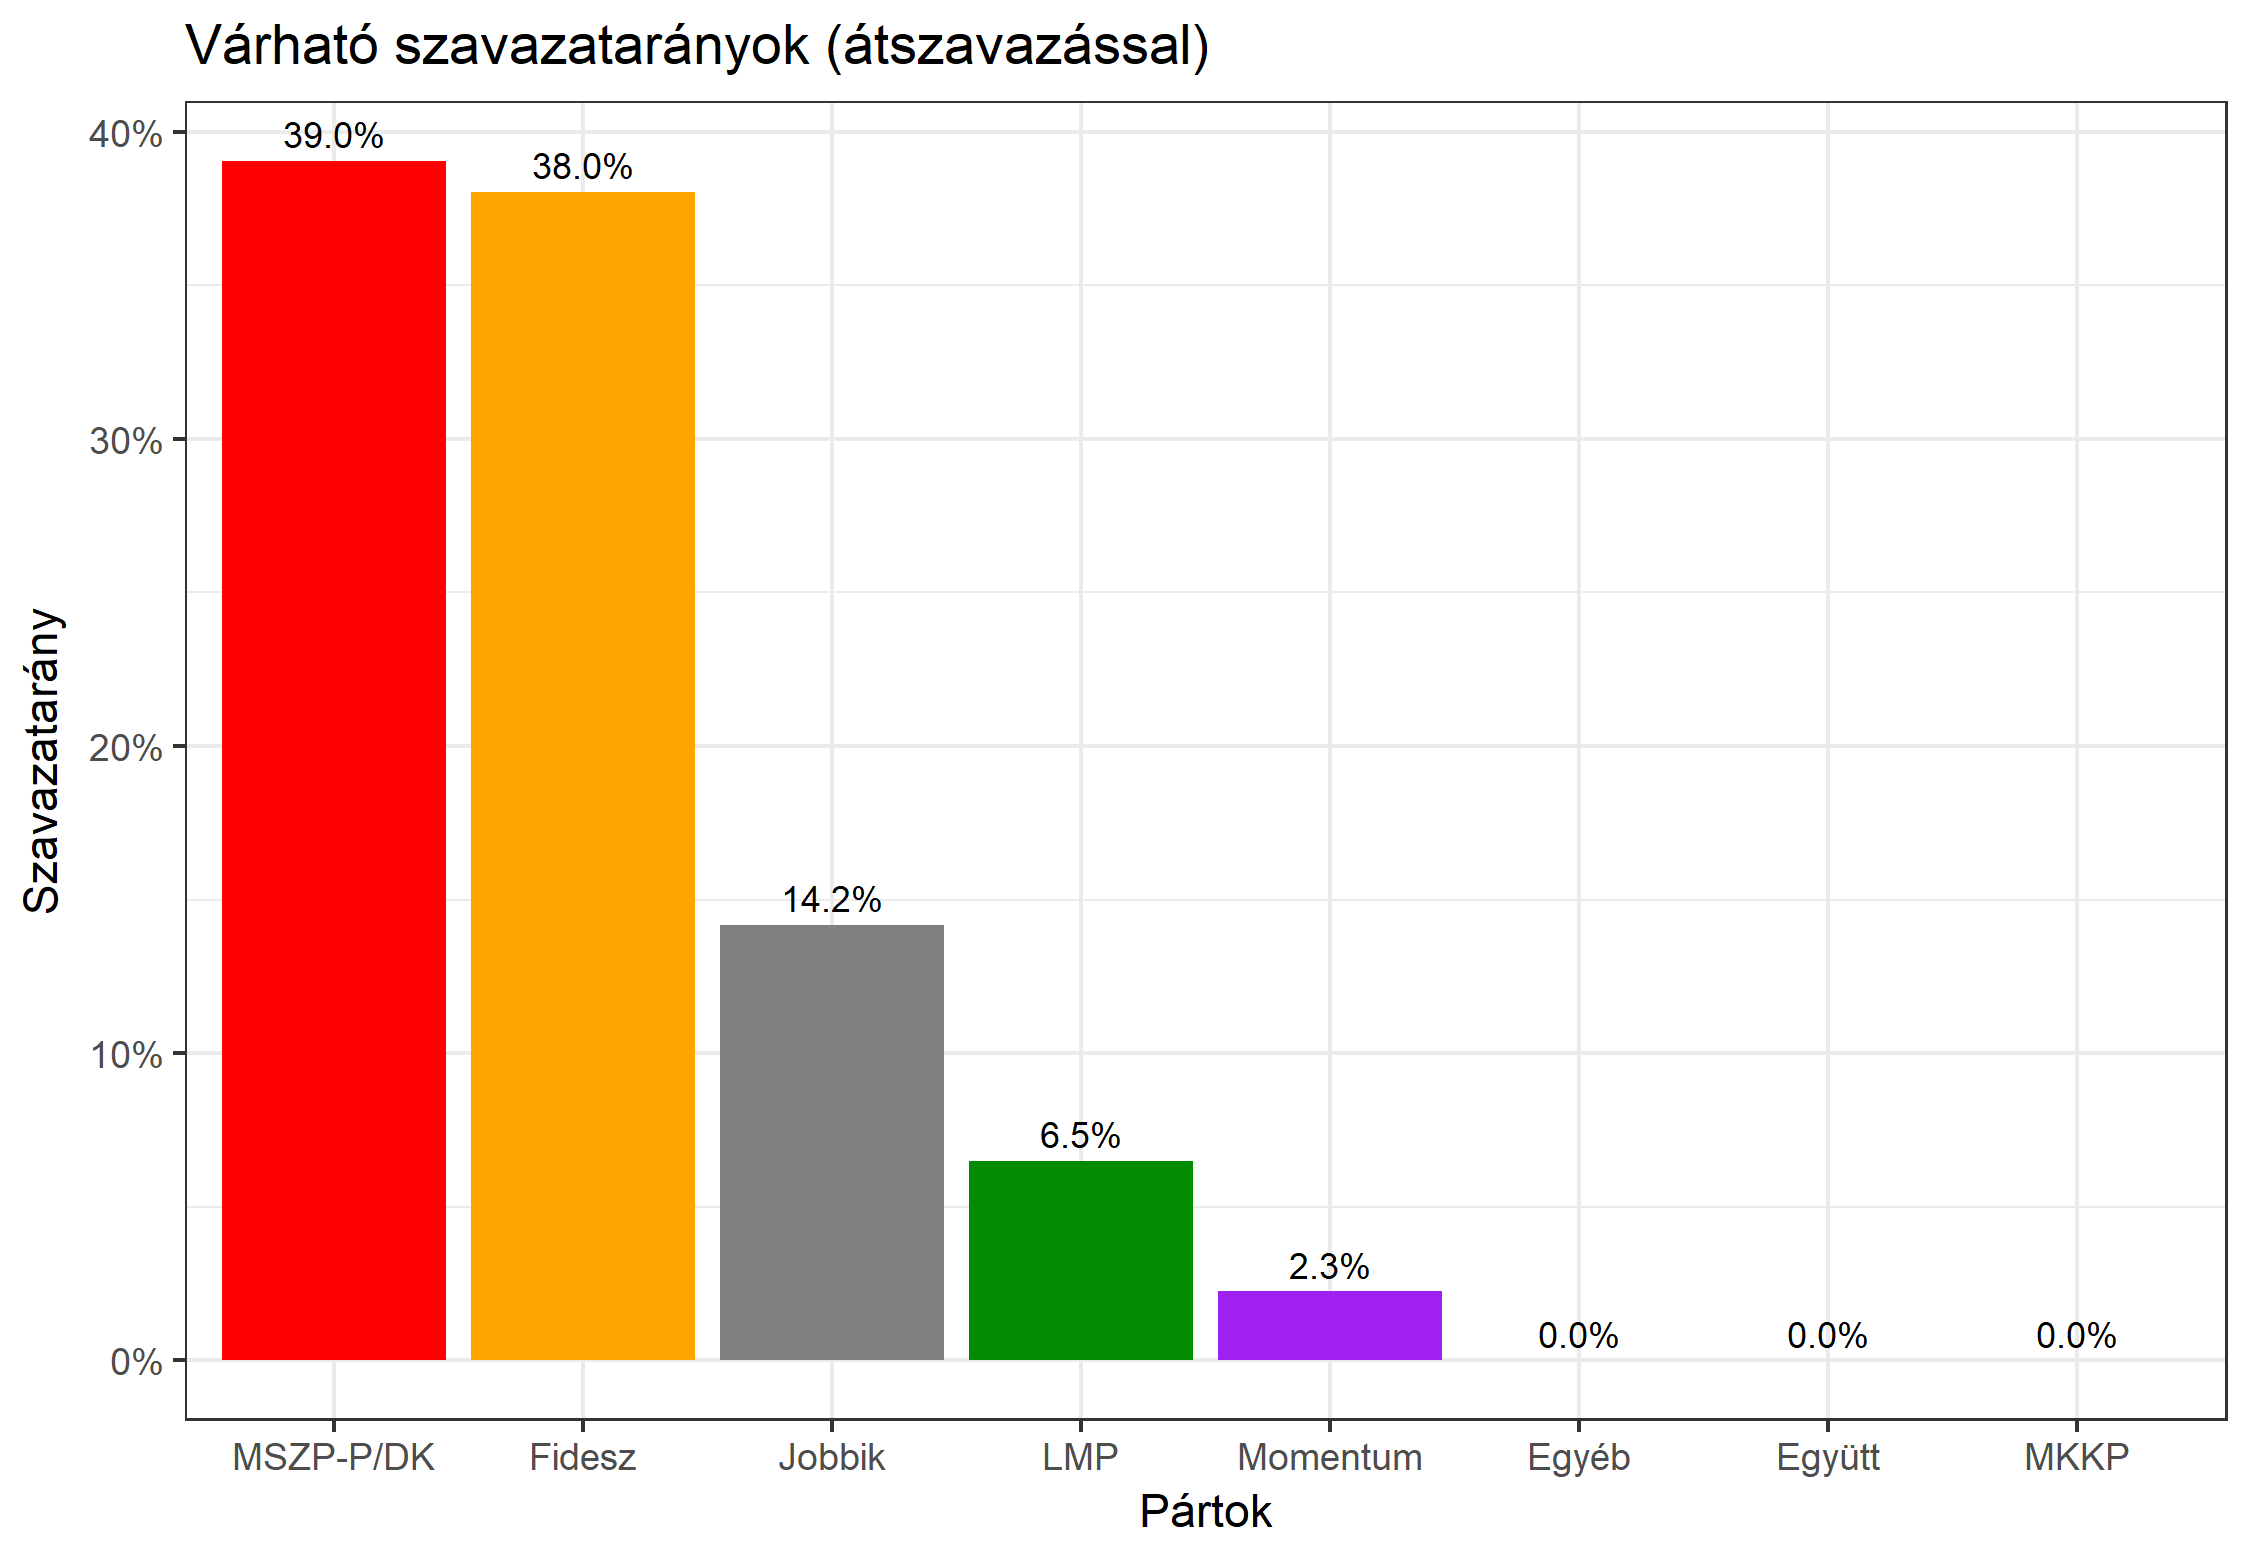 Várható szavazatarányok (átszavazással)
40%
30%
20%
10%
0%
Szavazatarány
39.0%
38.0%
14.2%
6.5%
2.3%
0.0%
0.0%
0.0%
MSZP-P/DK
Fidesz
Jobbik
LMP
Momentum
Egyéb
Együtt
MKKP
Pártok